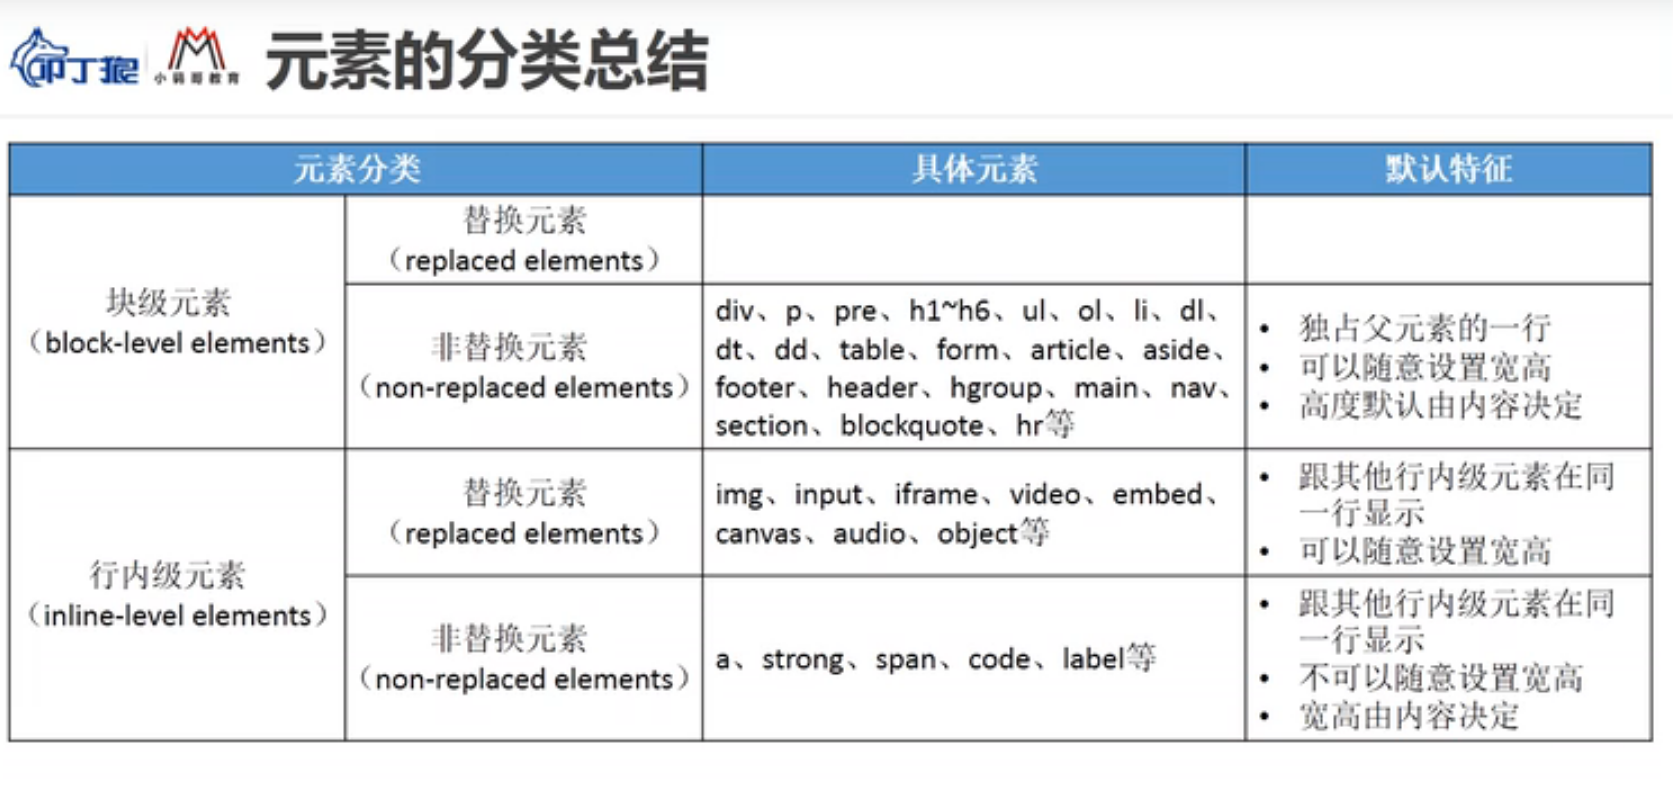 叩丁狼
小码哥教育
元素的分类总结
元素分类
具体元素
默认特征
块级元素
（block-level elements）
替换元素
（replaced elements）
非替换元素
（non-replaced elements）
div、p、pre、h1~h6、ul、ol、li、dl、
dt、dd、table、form、article、aside、
footer、header、hgroup、main、nav、
section、blockquote、hr等
• 独占父元素的一行
• 可以随意设置宽高
• 高度默认由内容决定
行内级元素
（inline-level elements）
替换元素
（replaced elements）
img、input、iframe、video、embed、
canvas、audio、object等
• 跟其他行内级元素在同
一行显示
• 可以随意设置宽高
非替换元素
（non-replaced elements）
a、strong、span、code、label等
• 跟其他行内级元素在同
一行显示
• 不可以随意设置宽高
• 宽高由内容决定